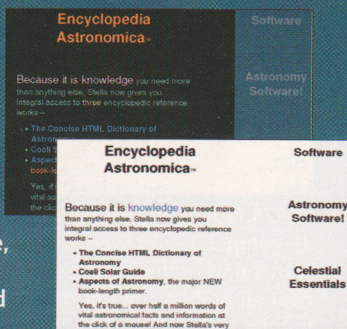 Encyclopedia
Astronomica™
Software
Because it is knowledge you need more
than anything else, Stella now gives you
integral access to three encyclopedic reference
works --
Astronomy
Software!
• The Concise HTML Dictionary of
Astronomy
• Coeli S
• Aspect
book-le
Yes, it
vital as
the clic
Encyclopedia
Astronomica™
Software
Because it is knowledge you need more
than anything else, Stella now gives you
integral access to three encyclopedic reference
works --
Astronomy
Software!
• The Concise HTML Dictionary of
Astronomy
• Coeli Solar Guide
• Aspects of Astronomy, the major NEW
book-length primer.
Celestial
Essentials
Yes, it's true... over half a million words of
vital astronomical facts and information at
the click of a mouse! And now Stella's very